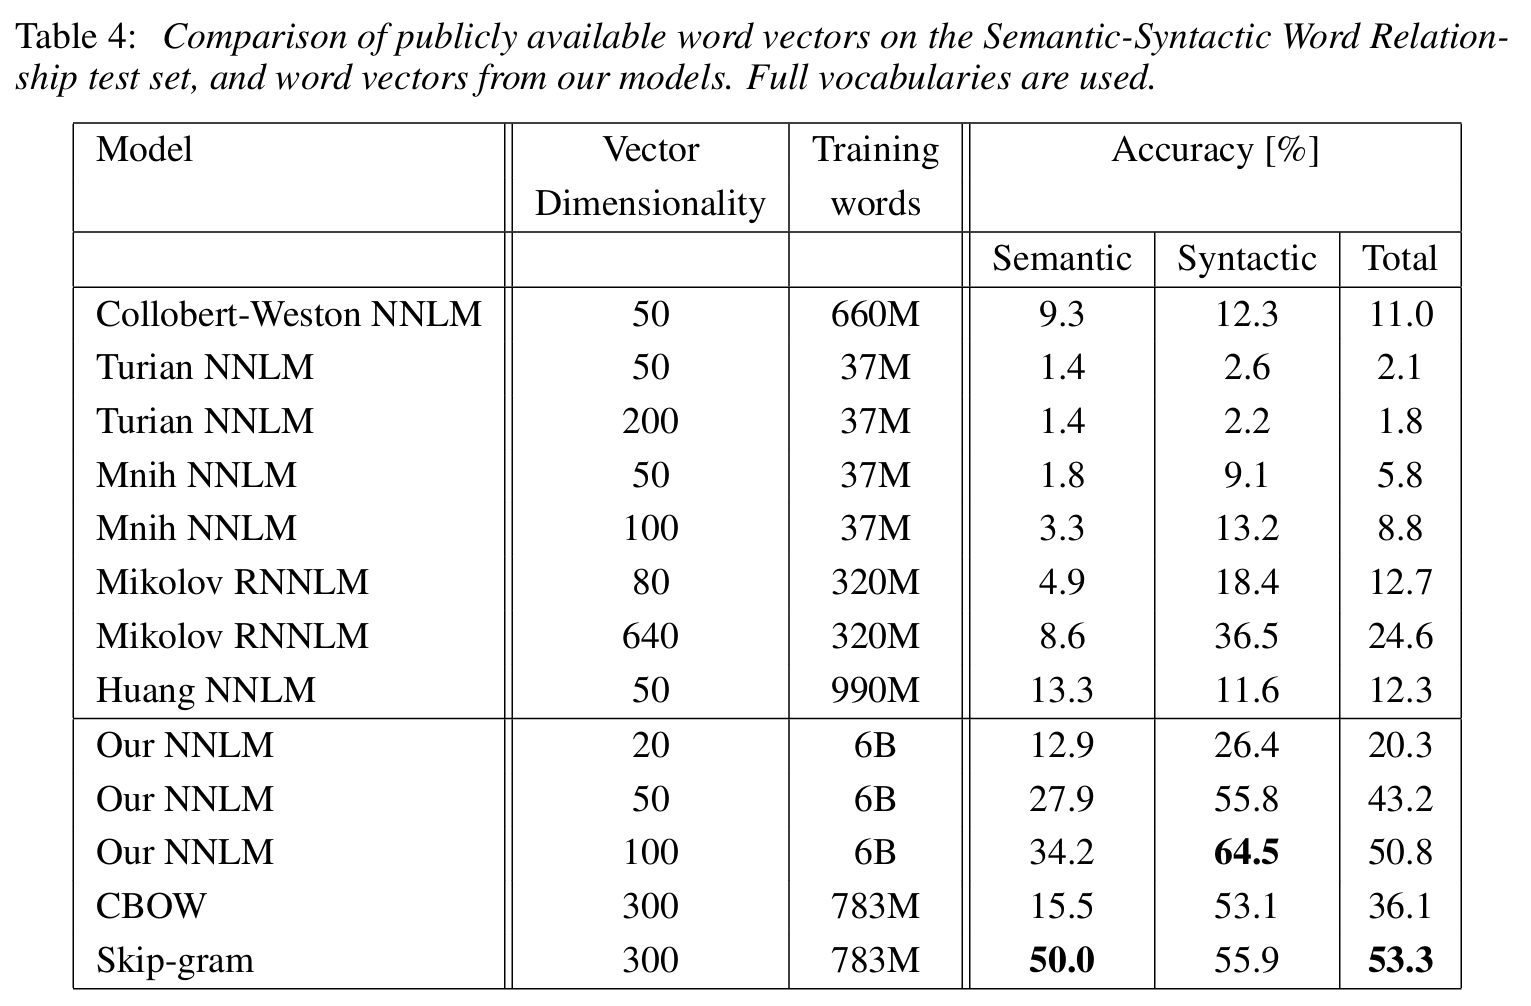 Table 4: Comparison of publicly available word vectors on the Semantic-Syntactic Word Relation-
ship test set, and word vectors from our models. Full vocabularies are used.
Model Vector Training Accuracy [%]
Dimensionality words
Semantic Syntactic Total
Collobert-Weston NNLM 50 660M 9.3 12.3 11.0
Turian NNLM 50 37M 1.4 2.6 2.1
Turian NNLM 200 37M 1.4 2.2 1.8
Mnih NNLM 50 37M 1.8 9.1 5.8
Mnih NNLM 100 37M 3.3 13.2 8.8
Mikolov RNNLM 80 320M 4.9 18.4 12.7
Mikolov RNNLM 640 320M 8.6 36.5 24.6
Huang NNLM 50 990M 13.3 11.6 12.3
Our NNLM 20 6B 12.9 26.4 20.3
Our NNLM 50 6B 27.9 55.8 43.2
Our NNLM 100 6B 34.2 64.5 50.8
CBOW 300 783M 15.5 53.1 36.1
Skip-gram 300 783M 50.0 55.9 53.3